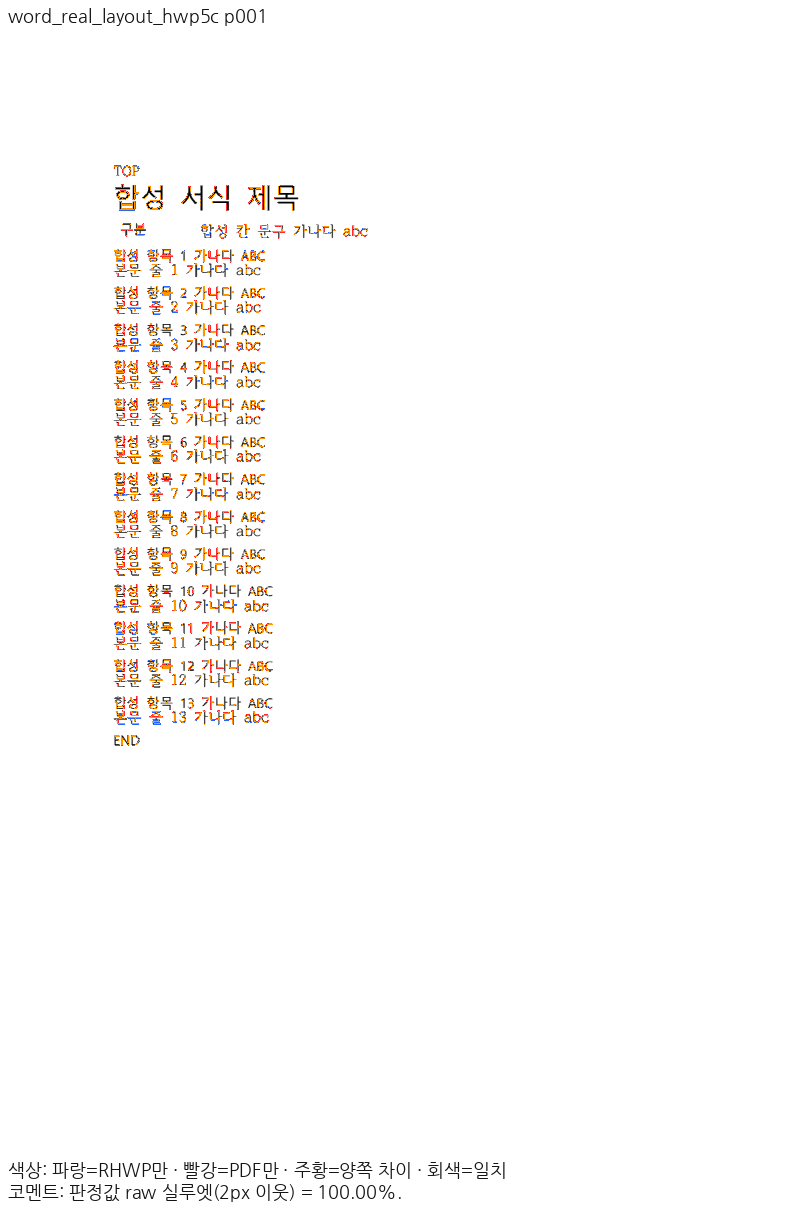 word_real_layout_hwp5c p001
TOP
합성 서식 제목
구분 합성 칸 문구 가나다 abc
합성 항목 1 가나다 ABC
본문 줄 1 가나다 abc
합성 항목 2 가나다 ABC
본문 줄 2 가나다 abc
합성 항목 3 가나다 ABC
본문 줄 3 가나다 abc
합성 항목 4 가나다 ABC
본문 줄 4 가나다 abc
합성 항목 5 가나다 ABC
본문 줄 5 가나다 abc
합성 항목 6 가나다 ABC
본문 줄 6 가나다 abc
합성 항목 7 가나다 ABC
본문 줄 7 가나다 abc
합성 항목 8 가나다 ABC
본문 줄 8 가나다 abc
합성 항목 9 가나다 ABC
본문 줄 9 가나다 abc
합성 항목 10 가나다 ABC
본문 줄 10 가나다 abc
합성 항목 11 가나다 ABC
본문 줄 11 가나다 abc
합성 항목 12 가나다 ABC
본문 줄 12 가나다 abc
합성 항목 13 가나다 ABC
본문 줄 13 가나다 abc
END
색상: 파랑=RHWP만 · 빨강=PDF만 · 주황=양쪽 차이 · 회색=일치
코멘트: 판정값 raw 실루엣(2px 이웃) = 100.00%.